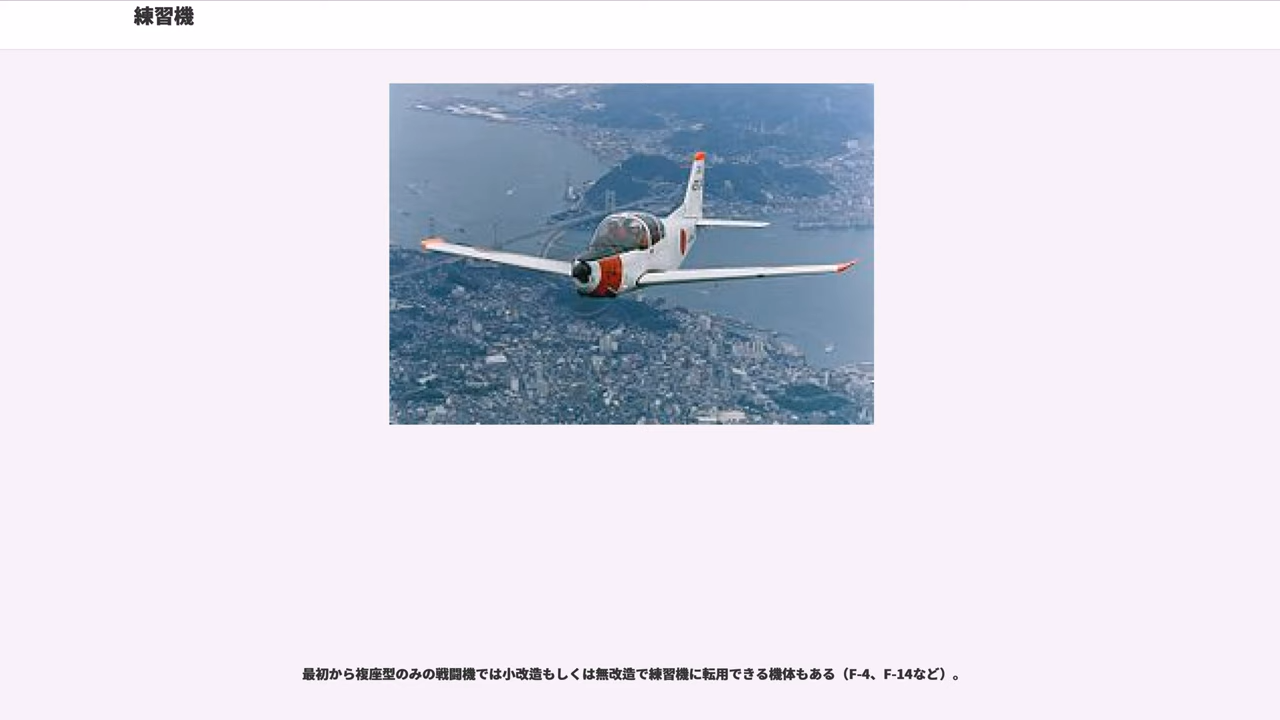 練習機
最初から複座型のみの戦闘機では小改造もしくは無改造で練習機に転用できる機体もある（F-4、F-14など）。